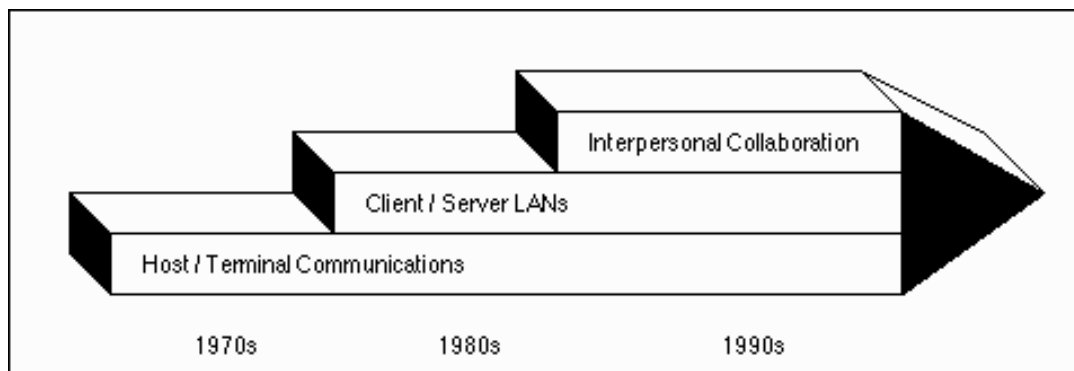 Interpersonal Collaboration
Client / Server LANs
Host / Terminal Communications
1970s 1980s 1990s